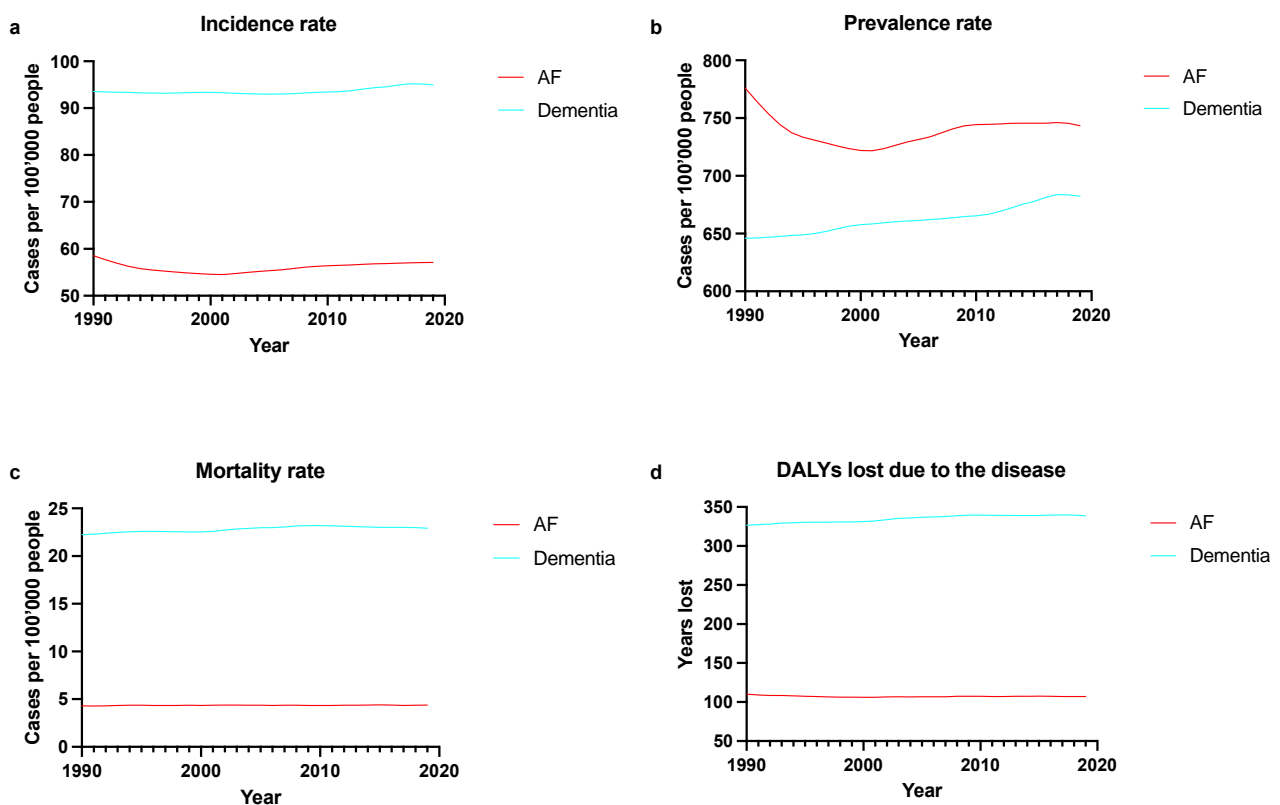 a
Incidence rate
Cases per 100'000 people
100
90
80
70
60
50
1990
2000
2010
2020
Year
AF
Dementia
b
Prevalence rate
Cases per 100'000 people
800
750
700
650
600
1990
2000
2010
2020
Year
AF
Dementia
c
Mortality rate
Cases per 100'000 people
25
20
15
10
5
0
1990
2000
2010
2020
Year
AF
Dementia
d
DALYs lost due to the disease
Years lost
350
300
250
200
150
100
50
1990
2000
2010
2020
Year
AF
Dementia